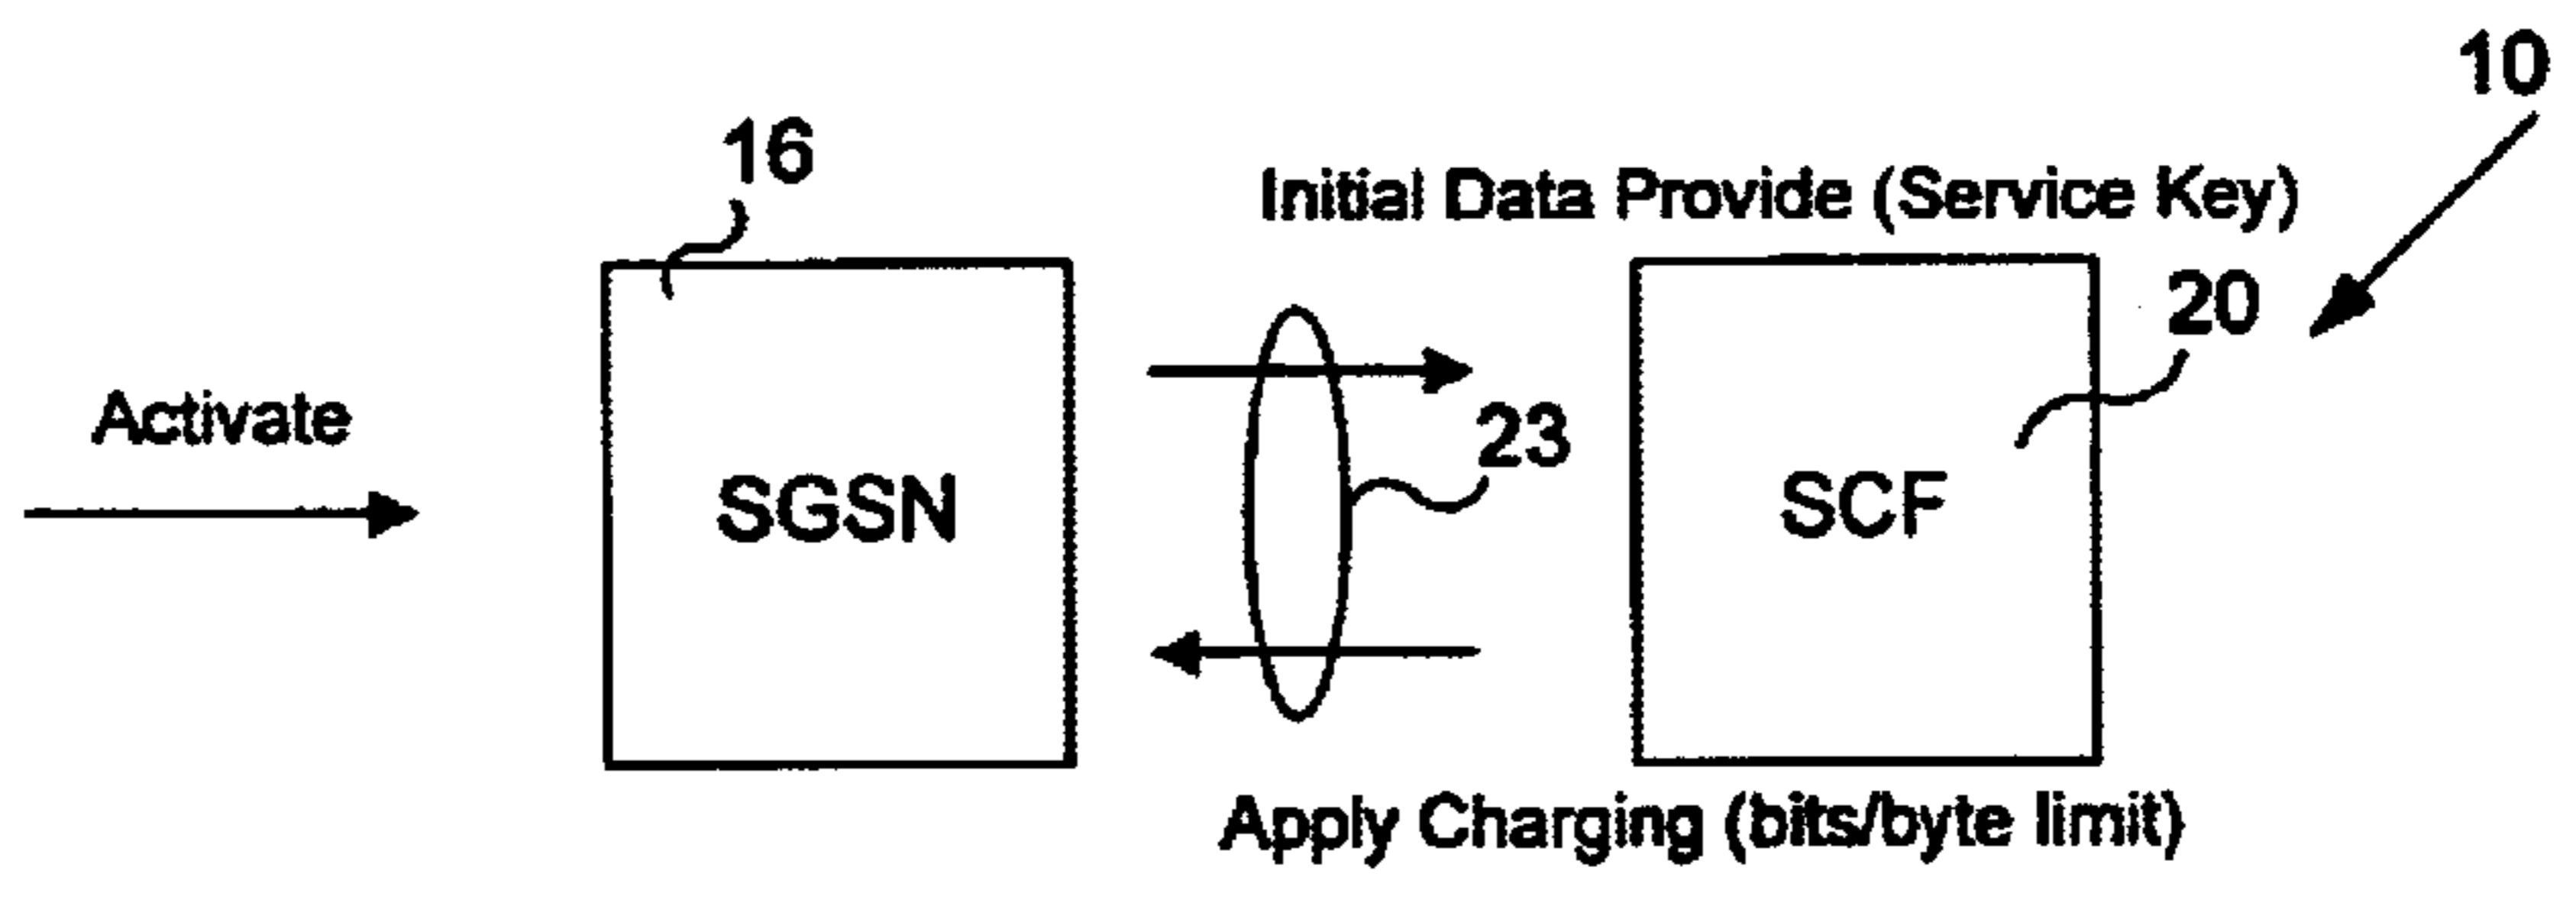 10
16
Initial Data Provide (Service Key)
20
Activate
23
SGSN
SCF
Apply Charging (bits/byte limit)